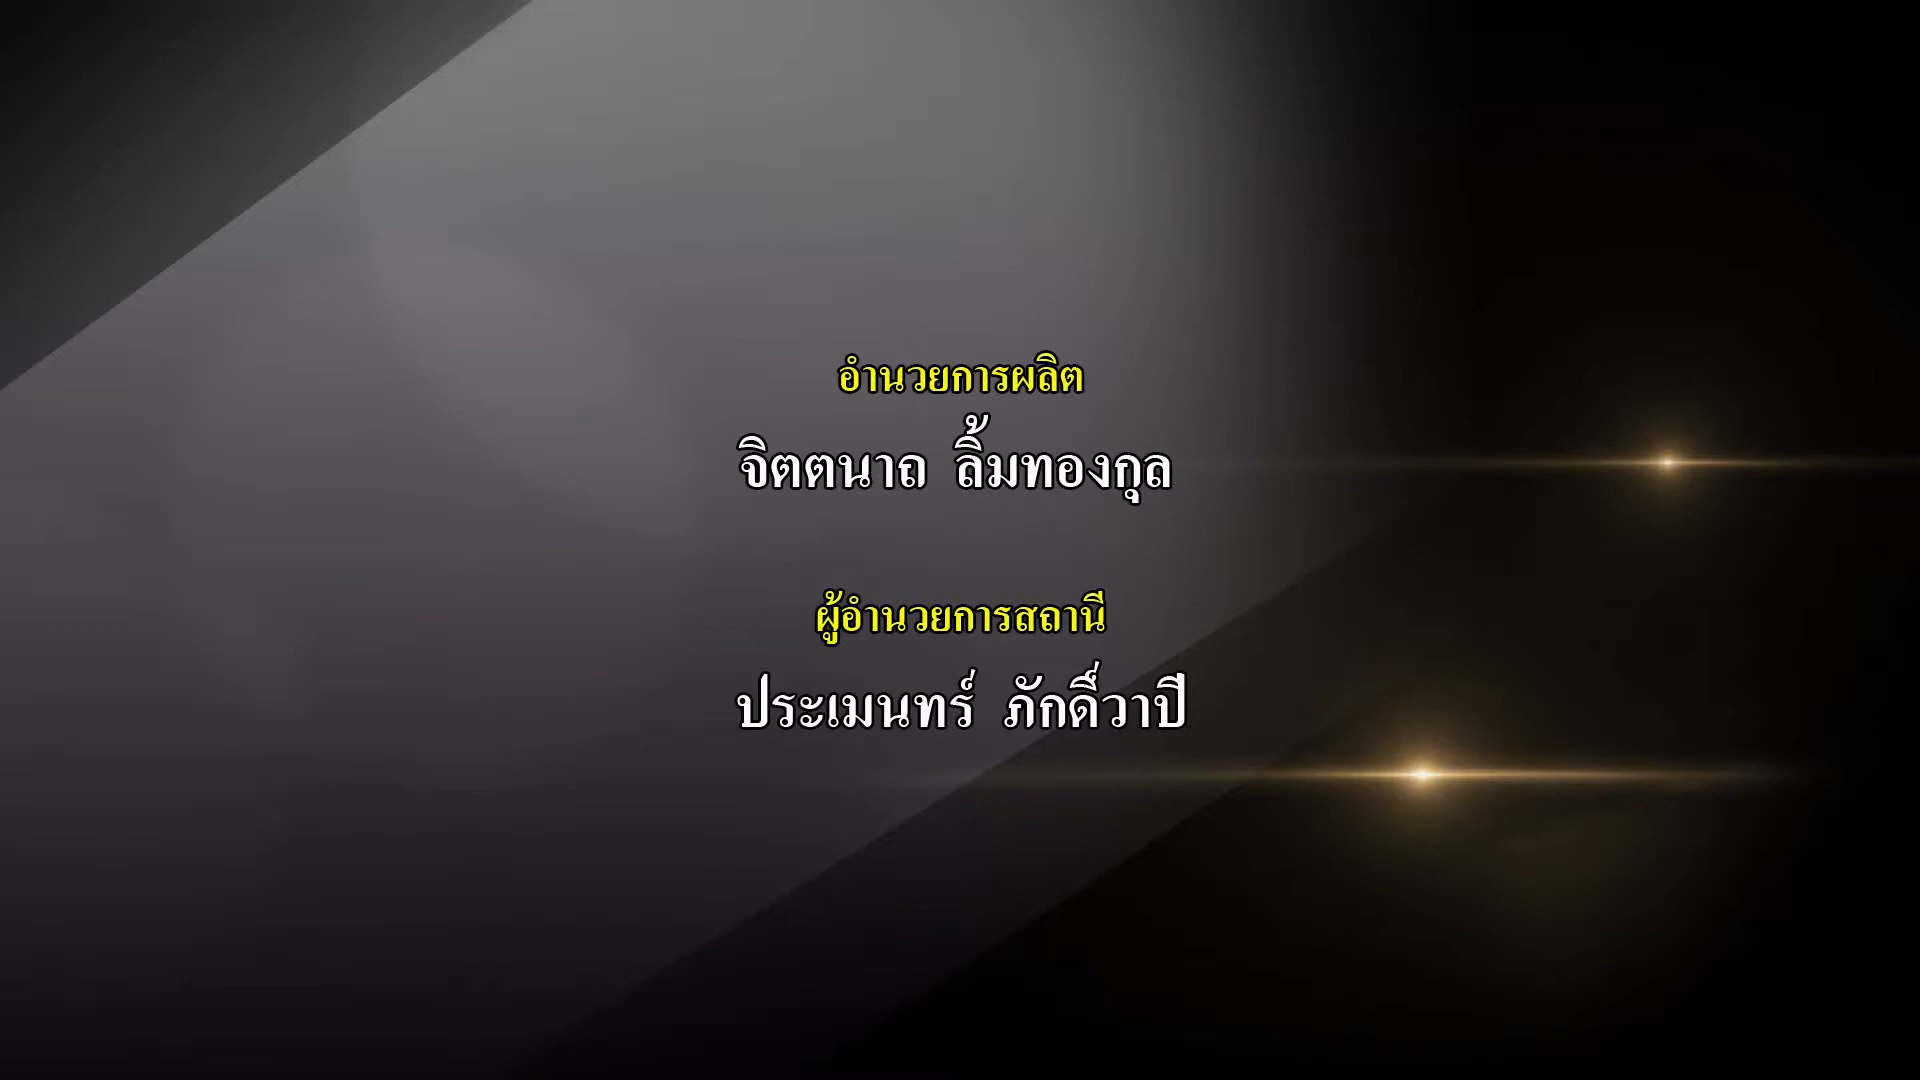 อำนวยการผลิต
จิตตนาถ ลิ้มทองกุล
ผู้อำนวยการสถานี
ประเมนทร์ ภักดิ์วาปี